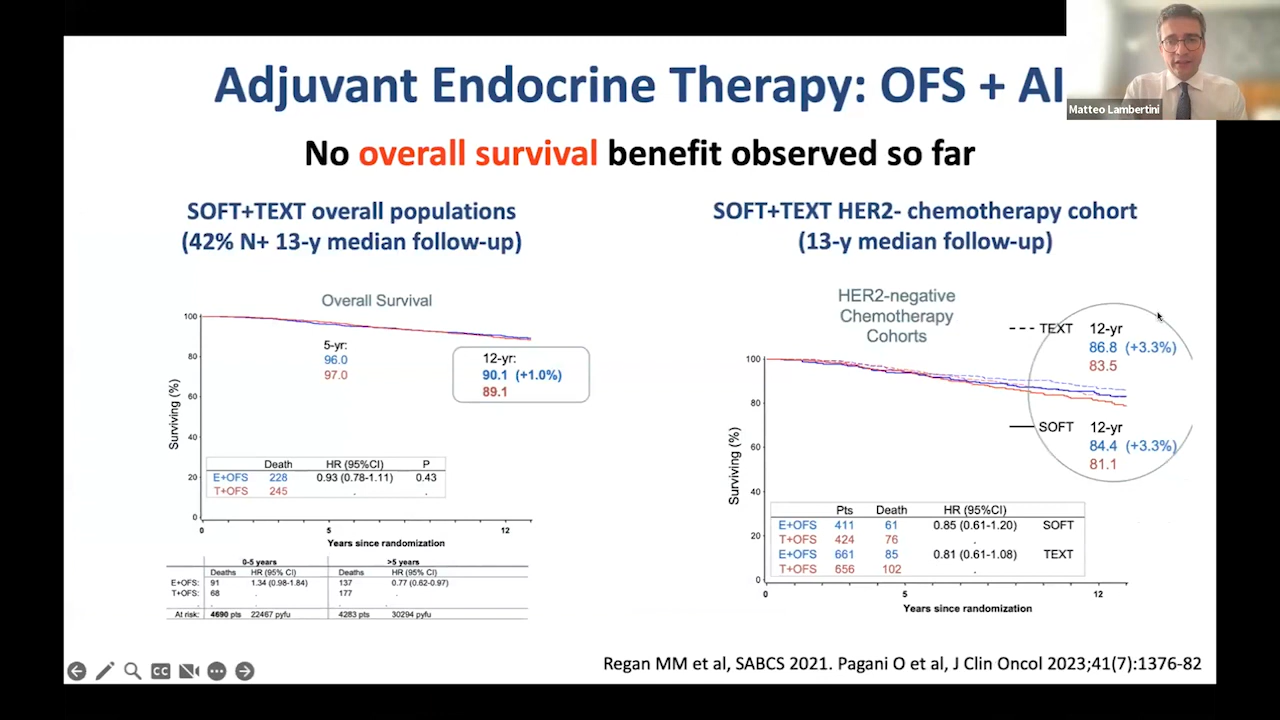 Matteo Lambertini
Adjuvant Endocrine Therapy: OFS + AI
No overall survival benefit observed so far
SOFT+TEXT overall populations
(42% N+ 13-y median follow-up)
Overall Survival
100
80
60
40
20
0
Surviving (%)
5-yr:
96.0
97.0
12-yr:
90.1 (+1.0%)
89.1
Death HR (95%CI) P
E+OFS 228 0.93 (0.78-1.11) 0.43
T+OFS 245 . .
0 5 12
Years since randomization
0-5 years >5 years
Deaths HR (95% CI) Deaths HR (95% CI)
E+OFS: 91 1.34 (0.98-1.84) 137 0.77 (0.62-0.97)
T+OFS: 68 . 177 .
. . . .
At risk: 4690 pts 22467 pyfu 4283 pts 30294 pyfu
SOFT+TEXT HER2- chemotherapy cohort
(13-y median follow-up)
HER2-negative
Chemotherapy
Cohorts
TEXT 12-yr
86.8 (+3.3%)
83.5
SOFT 12-yr
84.4 (+3.3%)
81.1
100
80
60
40
20
0
Surviving (%)
Pts Death HR (95%CI)
E+OFS 411 61 0.85 (0.61-1.20) SOFT
T+OFS 424 76 .
E+OFS 661 85 0.81 (0.61-1.08) TEXT
T+OFS 656 102 .
0 5 12
Years since randomization
CC
Regan MM et al, SABCS 2021. Pagani O et al, J Clin Oncol 2023;41(7):1376-82